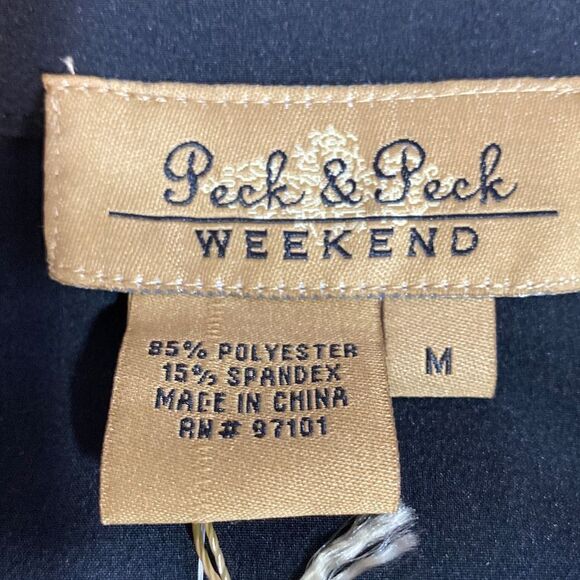 Peck & Peck
WEEKEND
85% POLYESTER
15% SPANDEX
MADE IN CHINA
RN# 97101
M